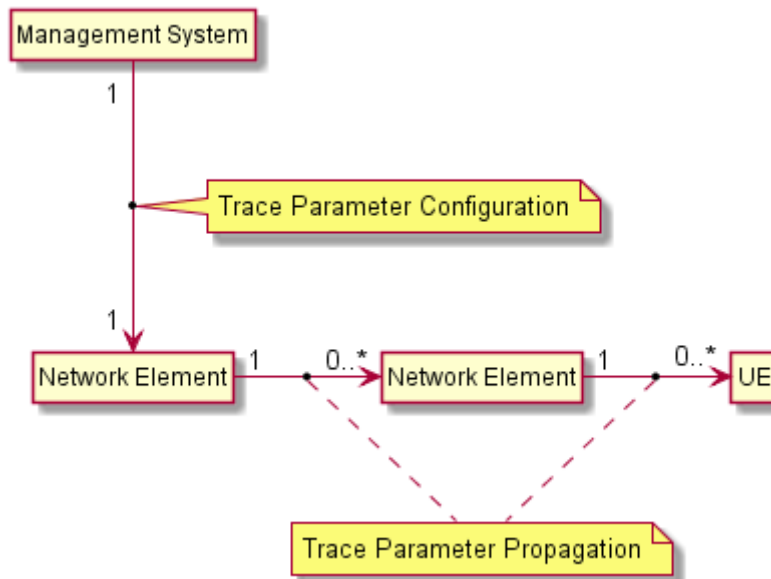 Management System
1
Trace Parameter Configuration
1
Network Element 1 0..* Network Element 1 0..* UE
Trace Parameter Propagation